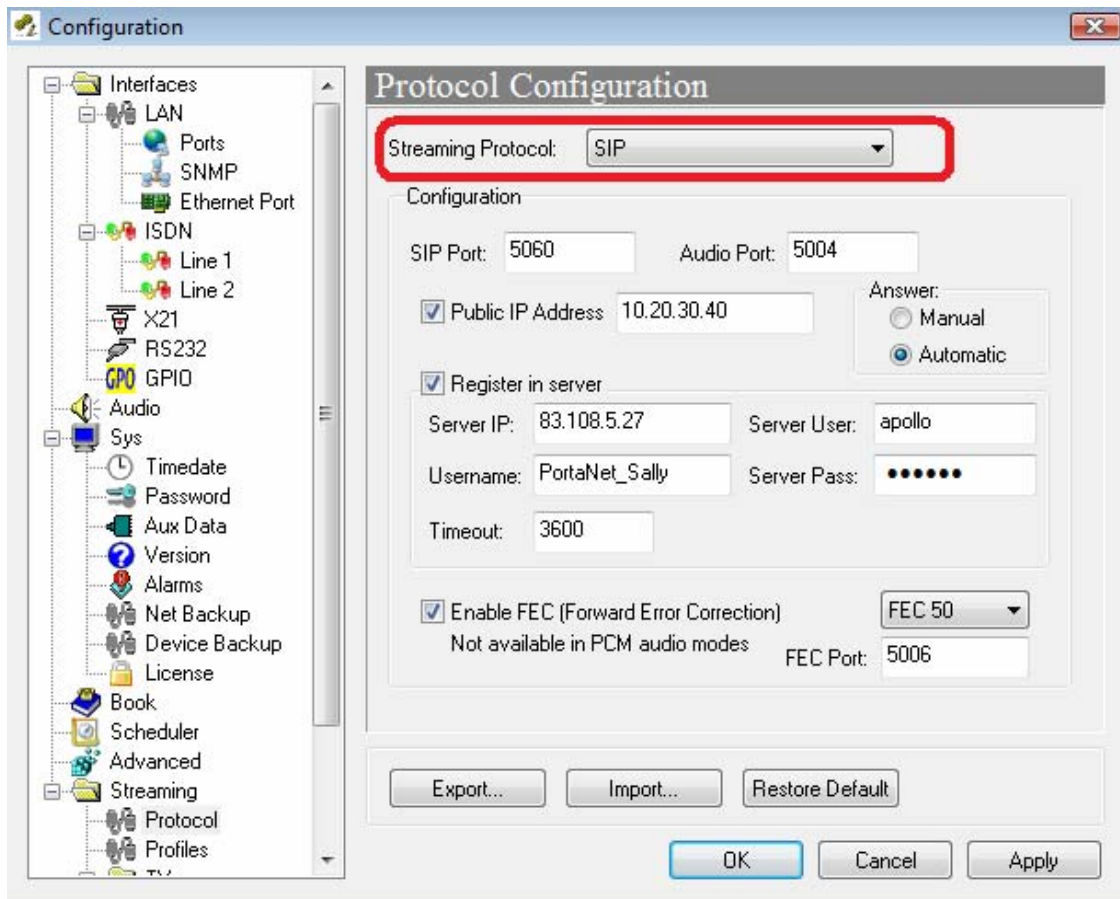 Configuration
Interfaces
LAN
Ports
SNMP
Ethernet Port
ISDN
Line 1
Line 2
X21
RS232
GPO GPIO
Audio
Sys
Timedate
Password
Aux Data
Version
Alarms
Net Backup
Device Backup
License
Book
Scheduler
Advanced
Streaming
Protocol
Profiles
Protocol Configuration
Streaming Protocol: SIP
Configuration
SIP Port: 5060 Audio Port: 5004
Public IP Address 10.20.30.40
Answer:
Manual
Automatic
Register in server
Server IP: 83.108.5.27 Server User: apollo
Username: PortaNet_Sally Server Pass: ●●●●●●
Timeout: 3600
Enable FEC (Forward Error Correction) FEC 50
Not available in PCM audio modes
FEC Port: 5006
Export... Import... Restore Default
OK Cancel Apply